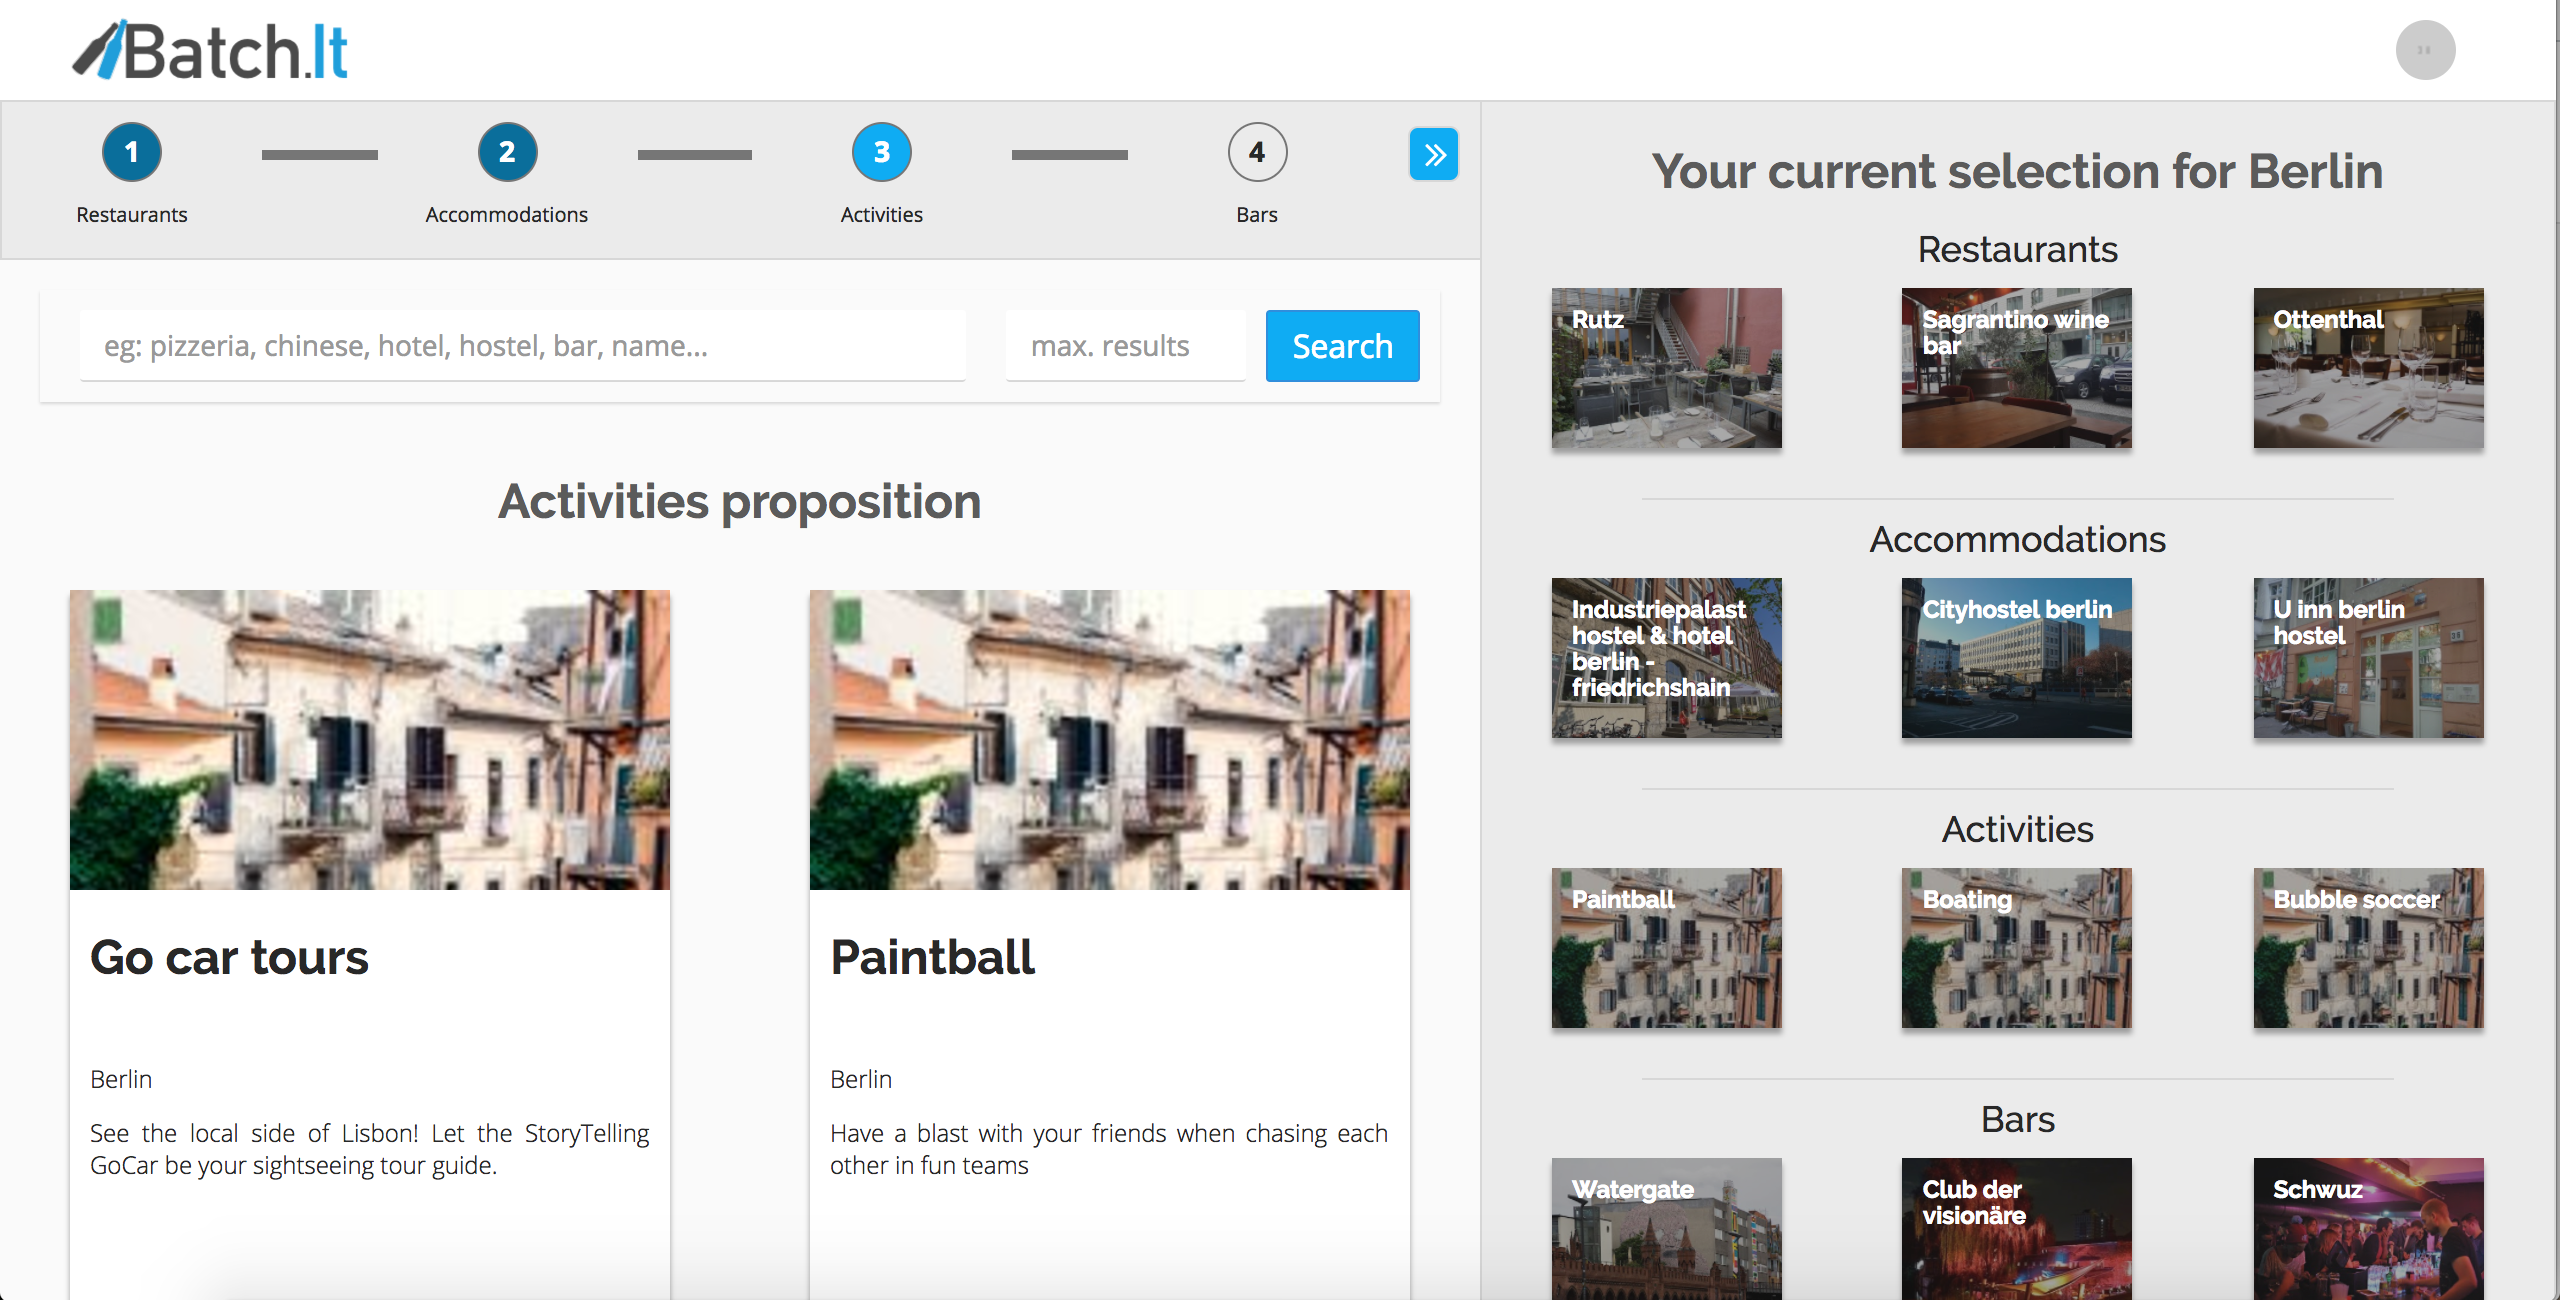 Batch.It
1
2
3
4
Restaurants
Accommodations
Activities
Bars
eg: pizzeria, chinese, hotel, hostel, bar, name...
max. results
Search
Activities proposition
Go car tours
Berlin
See the local side of Lisbon! Let the StoryTelling
GoCar be your sightseeing tour guide.
Paintball
Berlin
Have a blast with your friends when chasing each
other in fun teams
Your current selection for Berlin
Restaurants
Rutz
Sagrantino wine
bar
Ottenthal
Accommodations
Industriepalast
hostel & hotel
berlin -
friedrichshain
Cityhostel berlin
U inn berlin
hostel
Activities
Paintball
Boating
Bubble soccer
Bars
Watergate
Club der
visionäre
Schwuz